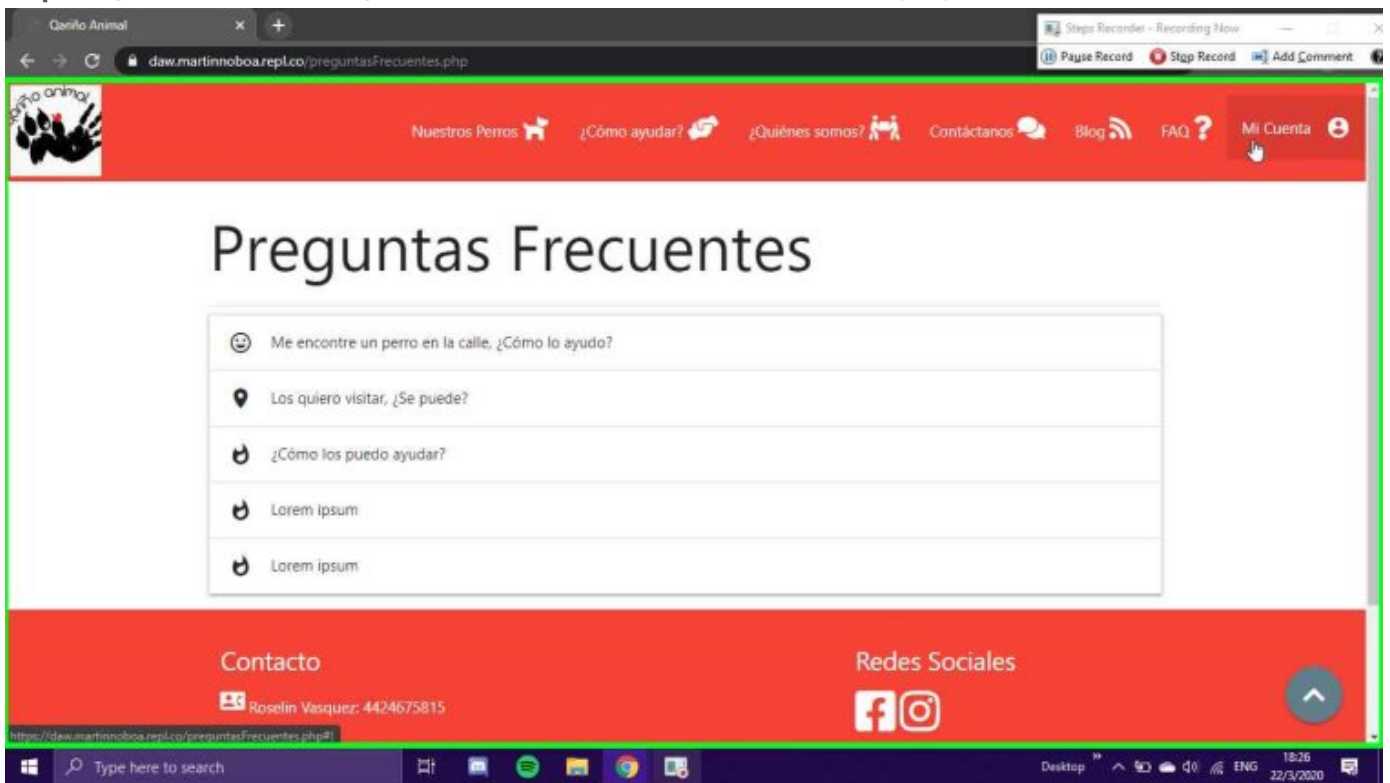 Qariño Animal
Steps Recorder - Recording Now
daw.martinnoboa.repl.co/preguntasFrecuentes.php
Pause Record Stop Record Add Comment
qariño animal
Nuestros Perros ¿Cómo ayudar? ¿Quiénes somos? Contáctanos Blog FAQ ? Mi Cuenta
Preguntas Frecuentes
Me encontre un perro en la calle, ¿Cómo lo ayudo?
Los quiero visitar, ¿Se puede?
¿Cómo los puedo ayudar?
Lorem ipsum
Lorem ipsum
Contacto
Redes Sociales
Roselin Vasquez: 4424675815
https://daw.martinnoboa.repl.co/preguntasFrecuentes.php#!
Type here to search
Desktop
ENG
18:26
22/3/2020